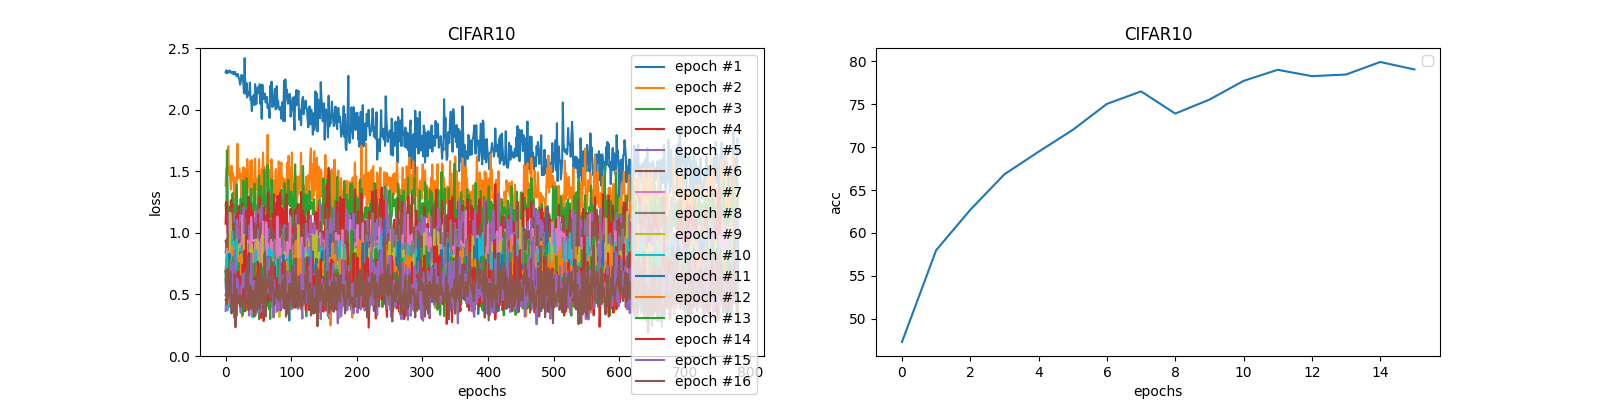 CIFAR10
2.5
2.0
1.5
1.0
0.5
0.0
loss
0 100 200 300 400 500 600 700 800
epochs
epoch #1
epoch #2
epoch #3
epoch #4
epoch #5
epoch #6
epoch #7
epoch #8
epoch #9
epoch #10
epoch #11
epoch #12
epoch #13
epoch #14
epoch #15
epoch #16
CIFAR10
80
75
70
65
60
55
50
acc
0 2 4 6 8 10 12 14
epochs